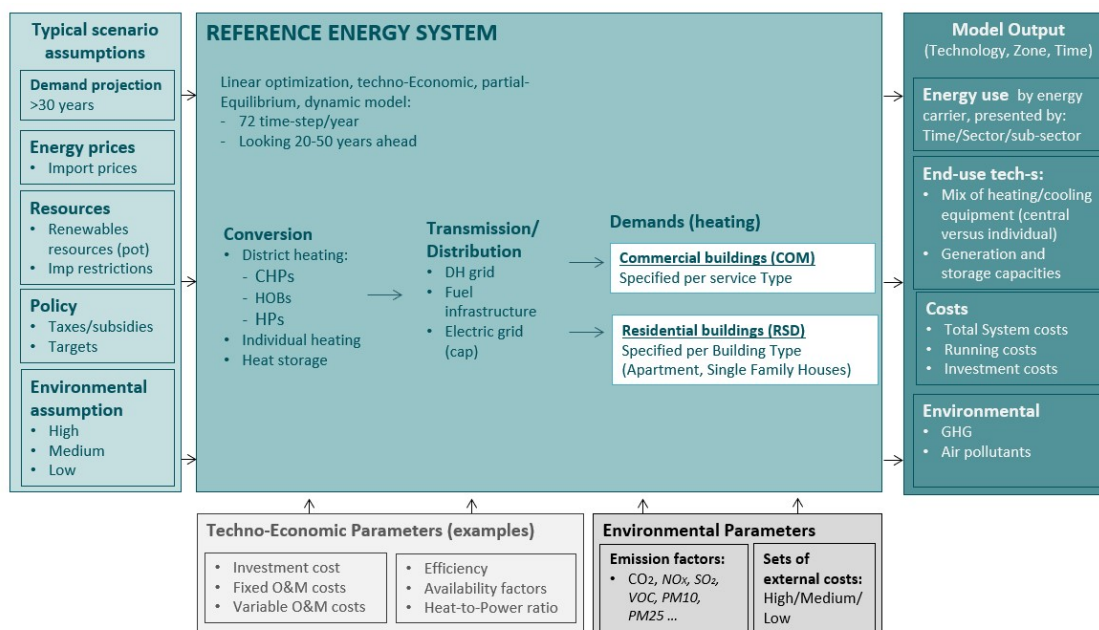 Typical scenario
assumptions
Demand projection
>30 years
Energy prices
• Import prices
Resources
• Renewables
resources (pot)
• Imp restrictions
Policy
• Taxes/subsidies
• Targets
Environmental
assumption
• High
• Medium
• Low
REFERENCE ENERGY SYSTEM
Linear optimization, techno-Economic, partial-
Equilibrium, dynamic model:
- 72 time-step/year
- Looking 20-50 years ahead
Conversion
• District heating:
- CHPs
- HOBs
- HPs
• Individual heating
• Heat storage
Transmission/
Distribution
• DH grid
• Fuel
infrastructure
• Electric grid
(cap)
Demands (heating)
Commercial buildings (COM)
Specified per service Type
Residential buildings (RSD)
Specified per Building Type
(Apartment, Single Family Houses)
Model Output
(Technology, Zone, Time)
Energy use by energy
carrier, presented by:
Time/Sector/sub-sector
End-use tech-s:
• Mix of heating/cooling
equipment (central
versus individual)
• Generation and
storage capacities
Costs
• Total System costs
• Running costs
• Investment costs
Environmental
• GHG
• Air pollutants
Techno-Economic Parameters (examples)
• Investment cost
• Fixed O&M costs
• Variable O&M costs
• Efficiency
• Availability factors
• Heat-to-Power ratio
Environmental Parameters
Emission factors:
• CO₂, NOx, SO₂,
VOC, PM10,
PM25 ...
Sets of
external costs:
High/Medium/
Low